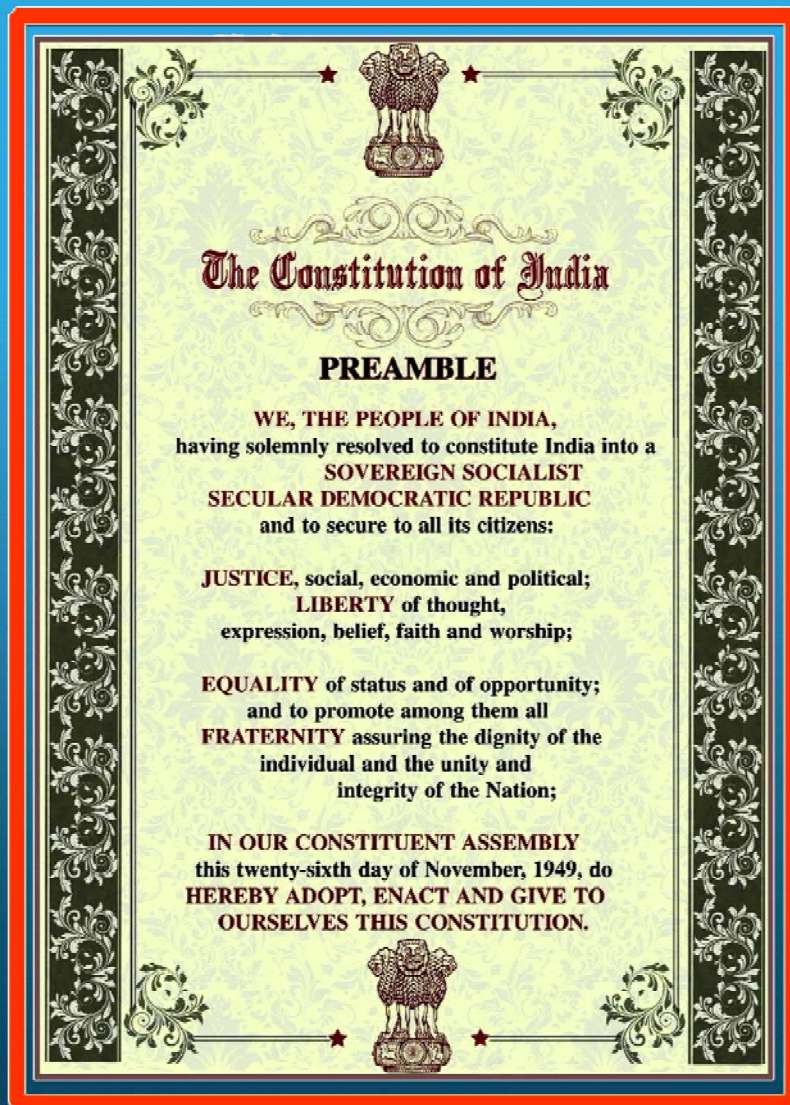 The Constitution of India
PREAMBLE
WE, THE PEOPLE OF INDIA,
having solemnly resolved to constitute India into a
SOVEREIGN SOCIALIST
SECULAR DEMOCRATIC REPUBLIC
and to secure to all its citizens:
JUSTICE, social, economic and political;
LIBERTY of thought,
expression, belief, faith and worship;
EQUALITY of status and of opportunity;
and to promote among them all
FRATERNITY assuring the dignity of the
individual and the unity and
integrity of the Nation;
IN OUR CONSTITUENT ASSEMBLY
this twenty-sixth day of November, 1949, do
HEREBY ADOPT, ENACT AND GIVE TO
OURSELVES THIS CONSTITUTION.